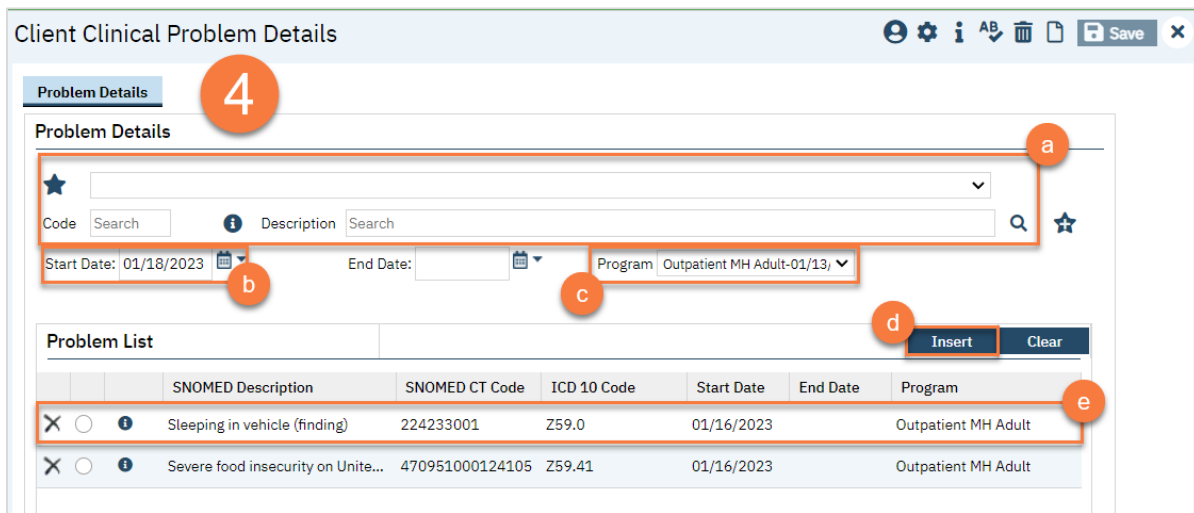 Client Clinical Problem Details
i AB Save
Problem Details
4
Problem Details
a
Code Search i Description Search
Start Date: 01/18/2023 End Date: Program Outpatient MH Adult-01/13/
b
c
d
Problem List Insert Clear
SNOMED Description SNOMED CT Code ICD 10 Code Start Date End Date Program
e
Sleeping in vehicle (finding) 224233001 Z59.0 01/16/2023 Outpatient MH Adult
Severe food insecurity on Unite... 470951000124105 Z59.41 01/16/2023 Outpatient MH Adult